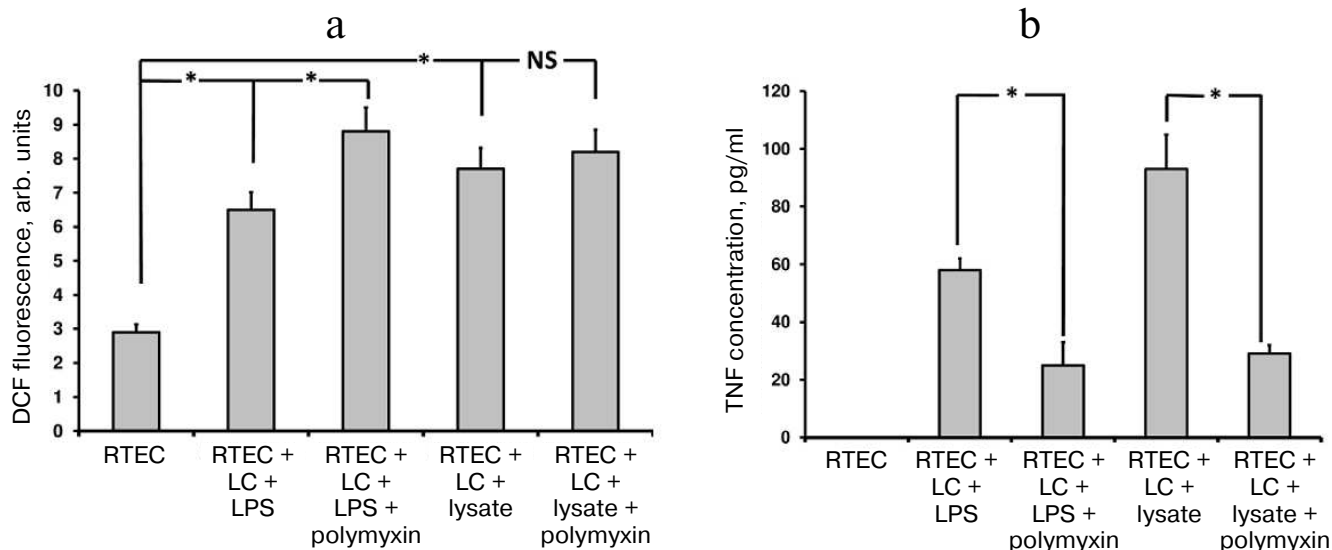 a
* NS
* *
10
9
8
7
6
5
4
3
2
1
0
DCF fluorescence, arb. units
RTEC
RTEC +
LC +
LPS
RTEC +
LC +
LPS +
polymyxin
RTEC +
LC +
lysate
RTEC +
LC +
lysate +
polymyxin
b
* *
120
100
80
60
40
20
0
TNF concentration, pg/ml
RTEC
RTEC +
LC +
LPS
RTEC +
LC +
LPS +
polymyxin
RTEC +
LC +
lysate
RTEC +
LC +
lysate +
polymyxin